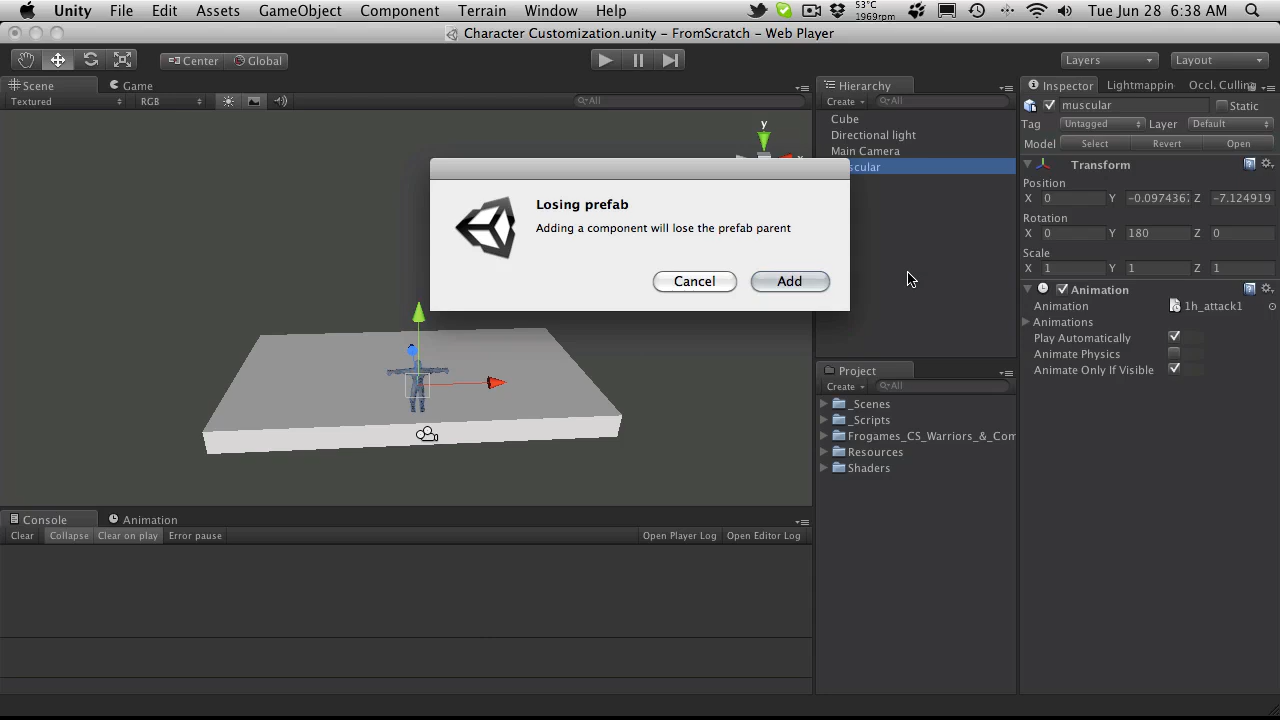 Unity File Edit Assets GameObject Component Terrain Window Help 53°C 1969rpm Tue Jun 28 6:38 AM
Character Customization.unity – FromScratch – Web Player
Center Global Layers Layout
Scene Game
Textured RGB All
Hierarchy
Create All
Cube
Directional light
Main Camera
scular
Inspector Lightmappin Occl. Culling
muscular Static
Tag Untagged Layer Default
Model Select Revert Open
Transform
Position
X 0 Y -0.0974367 Z -7.124919
Rotation
X 0 Y 180 Z 0
Scale
X 1 Y 1 Z 1
Animation
Animation 1h_attack1
Animations
Play Automatically
Animate Physics
Animate Only If Visible
y
x
Losing prefab
Adding a component will lose the prefab parent
Cancel Add
Project
Create All
_Scenes
_Scripts
Frogames_CS_Warriors_&_Com
Resources
Shaders
Console Animation
Clear Collapse Clear on play Error pause Open Player Log Open Editor Log